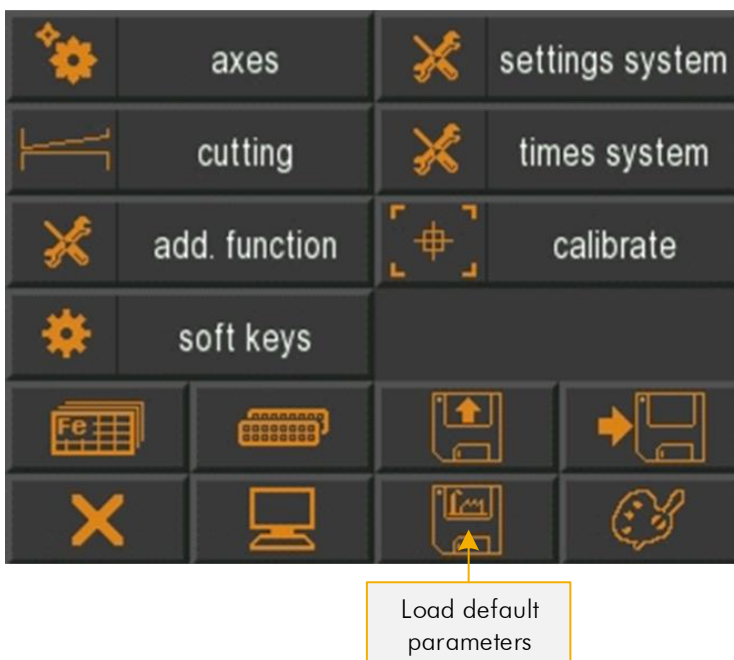 axes
settings system
cutting
times system
add. function
calibrate
soft keys
Fe
Load default
parameters